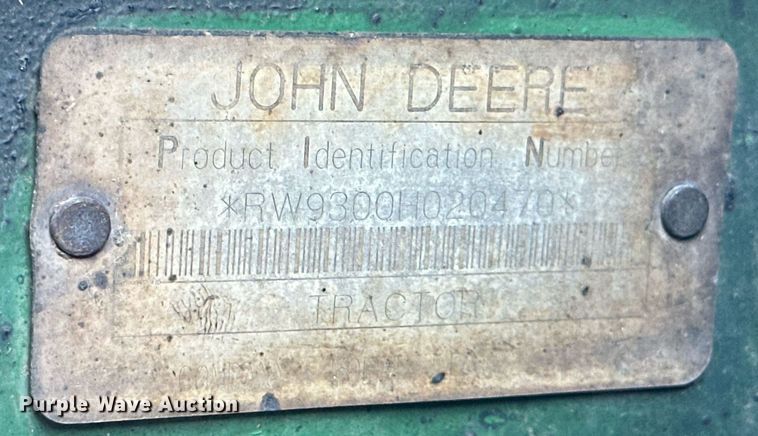 JOHN DEERE
Product Identification Number
*RW9300H020470*
TRACTOR
Purple Wave Auction